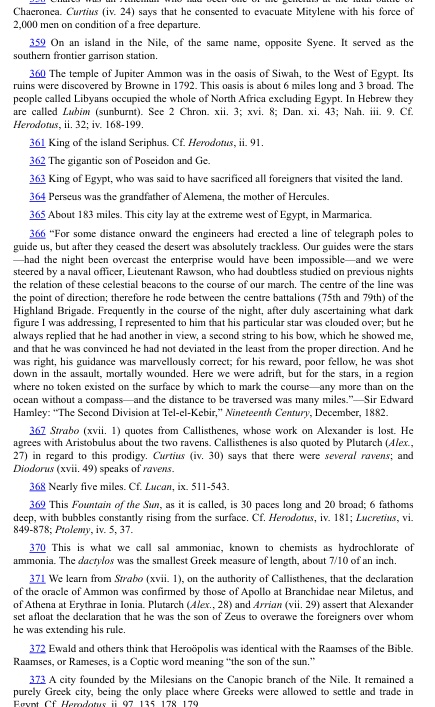 Chaeronea. Curtius (iv. 24) says that he consented to evacuate Mitylene with his force of
2,000 men on condition of a free departure.
359 On an island in the Nile, of the same name, opposite Syene. It served as the
southern frontier garrison station.
360 The temple of Jupiter Ammon was in the oasis of Siwah, to the West of Egypt. Its
ruins were discovered by Browne in 1792. This oasis is about 6 miles long and 3 broad. The
people called Libyans occupied the whole of North Africa excluding Egypt. In Hebrew they
are called Lubim (sunburnt). See 2 Chron. xii. 3; xvi. 8; Dan. xi. 43; Nah. iii. 9. Cf.
Herodotus, ii. 32; iv. 168-199.
361 King of the island Seriphus. Cf. Herodotus, ii. 91.
362 The gigantic son of Poseidon and Ge.
363 King of Egypt, who was said to have sacrificed all foreigners that visited the land.
364 Perseus was the grandfather of Alemena, the mother of Hercules.
365 About 183 miles. This city lay at the extreme west of Egypt, in Marmarica.
366 “For some distance onward the engineers had erected a line of telegraph poles to
guide us, but after they ceased the desert was absolutely trackless. Our guides were the stars
—had the night been overcast the enterprise would have been impossible—and we were
steered by a naval officer, Lieutenant Rawson, who had doubtless studied on previous nights
the relation of these celestial beacons to the course of our march. The centre of the line was
the point of direction; therefore he rode between the centre battalions (75th and 79th) of the
Highland Brigade. Frequently in the course of the night, after duly ascertaining what dark
figure I was addressing, I represented to him that his particular star was clouded over; but he
always replied that he had another in view, a second string to his bow, which he showed me,
and that he was convinced he had not deviated in the least from the proper direction. And he
was right, his guidance was marvellously correct; for his reward, poor fellow, he was shot
down in the assault, mortally wounded. Here we were adrift, but for the stars, in a region
where no token existed on the surface by which to mark the course—any more than on the
ocean without a compass—and the distance to be traversed was many miles.”—Sir Edward
Hamley: “The Second Division at Tel-el-Kebir,” Nineteenth Century, December, 1882.
367 Strabo (xvii. 1) quotes from Callisthenes, whose work on Alexander is lost. He
agrees with Aristobulus about the two ravens. Callisthenes is also quoted by Plutarch (Alex.,
27) in regard to this prodigy. Curtius (iv. 30) says that there were several ravens; and
Diodorus (xvii. 49) speaks of ravens.
368 Nearly five miles. Cf. Lucan, ix. 511-543.
369 This Fountain of the Sun, as it is called, is 30 paces long and 20 broad; 6 fathoms
deep, with bubbles constantly rising from the surface. Cf. Herodotus, iv. 181; Lucretius, vi.
849-878; Ptolemy, iv. 5, 37.
370 This is what we call sal ammoniac, known to chemists as hydrochlorate of
ammonia. The dactylos was the smallest Greek measure of length, about 7/10 of an inch.
371 We learn from Strabo (xvii. 1), on the authority of Callisthenes, that the declaration
of the oracle of Ammon was confirmed by those of Apollo at Branchidae near Miletus, and
of Athena at Erythrae in Ionia. Plutarch (Alex., 28) and Arrian (vii. 29) assert that Alexander
set afloat the declaration that he was the son of Zeus to overawe the foreigners over whom
he was extending his rule.
372 Ewald and others think that Heroöpolis was identical with the Raamses of the Bible.
Raamses, or Rameses, is a Coptic word meaning “the son of the sun.”
373 A city founded by the Milesians on the Canopic branch of the Nile. It remained a
purely Greek city, being the only place where Greeks were allowed to settle and trade in
Egypt. Cf. Herodotus, ii. 97, 135, 178, 179.